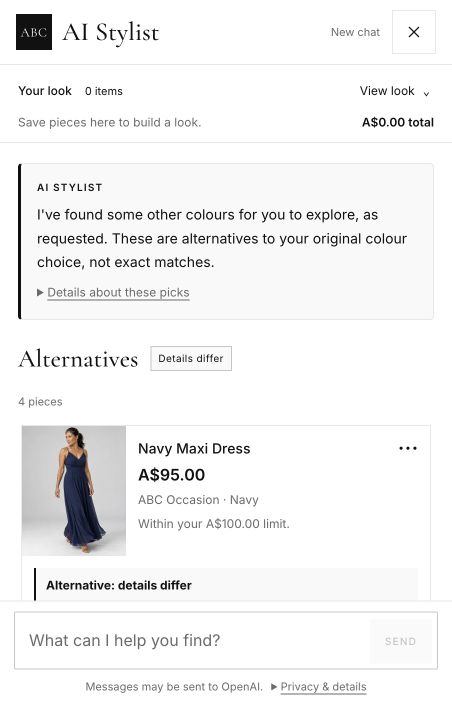 ABC AI Stylist New chat
Your look 0 items View look
Save pieces here to build a look. A$0.00 total
AI STYLIST
I've found some other colours for you to explore, as
requested. These are alternatives to your original colour
choice, not exact matches.
Details about these picks
Alternatives Details differ
4 pieces
Navy Maxi Dress
A$95.00
ABC Occasion · Navy
Within your A$100.00 limit.
Alternative: details differ
What can I help you find? SEND
Messages may be sent to OpenAI. Privacy & details